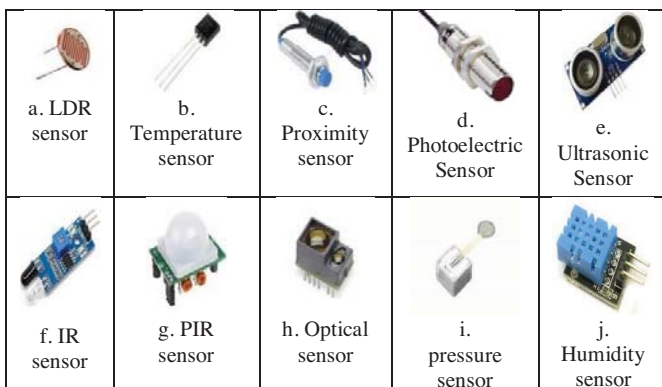 a. LDR
sensor
b.
Temperature
sensor
c.
Proximity
sensor
d.
Photoelectric
Sensor
e.
Ultrasonic
Sensor
f. IR
sensor
g. PIR
sensor
h. Optical
sensor
i.
pressure
sensor
j.
Humidity
sensor